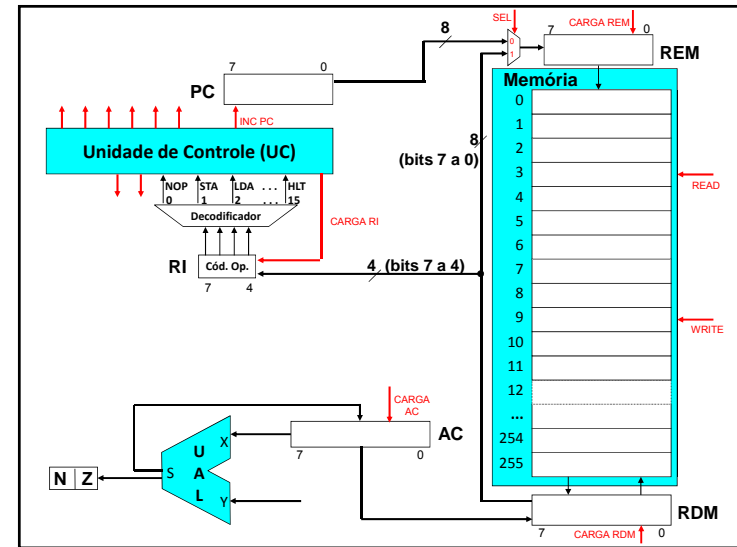 SEL
CARGA REM
8
7 0
0
1
REM
7 0
PC
Memória
0
1
2
3
4
5
6
7
8
9
10
11
12
...
254
255
INC PC
Unidade de Controle (UC)
8
(bits 7 a 0)
READ
NOP STA LDA . . . HLT
0 1 2 . . . 15
Decodificador
CARGA RI
RI
Cód. Op.
7 4
4 (bits 7 a 4)
WRITE
CARGA
AC
AC
7 0
X
U
A
L
S
Y
N Z
RDM
7 0
CARGA RDM